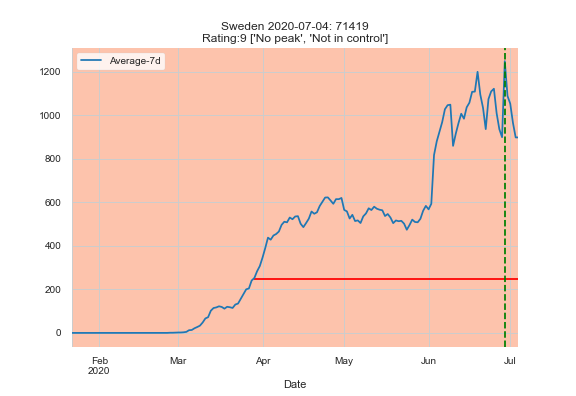 Sweden 2020-07-04: 71419
Rating:9 ['No peak', 'Not in control']
Average-7d
1200
1000
800
600
400
200
0
Feb
2020
Mar
Apr
May
Jun
Jul
Date